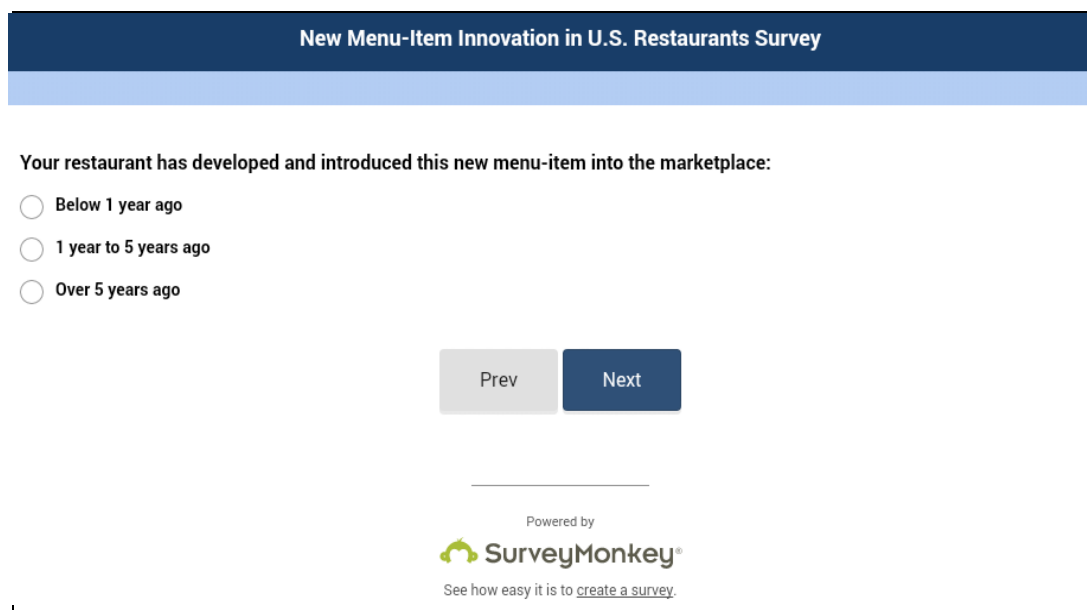 New Menu-Item Innovation in U.S. Restaurants Survey
Your restaurant has developed and introduced this new menu-item into the marketplace:
Below 1 year ago
1 year to 5 years ago
Over 5 years ago
Prev Next
Powered by
SurveyMonkey®
See how easy it is to create a survey.